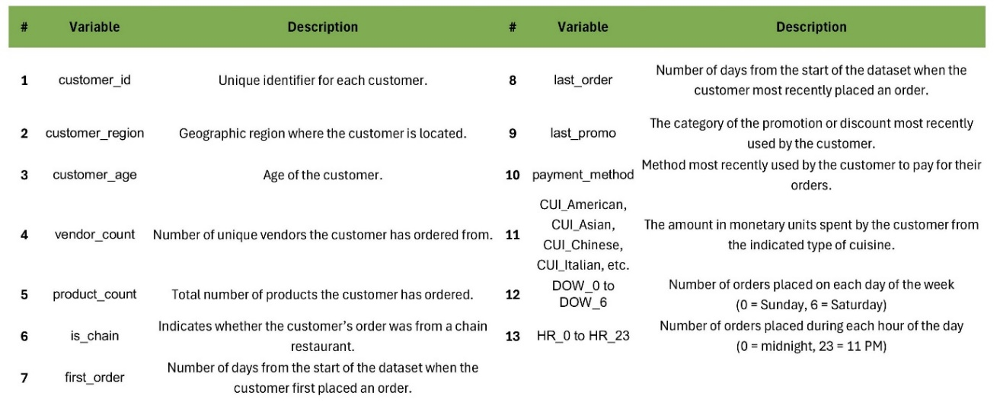 # Variable Description # Variable Description
1 customer_id Unique identifier for each customer.
8 last_order Number of days from the start of the dataset when the
customer most recently placed an order.
2 customer_region Geographic region where the customer is located.
9 last_promo The category of the promotion or discount most recently
used by the customer.
3 customer_age Age of the customer.
10 payment_method Method most recently used by the customer to pay for their
orders.
4 vendor_count Number of unique vendors the customer has ordered from.
11 CUI_American,
CUI_Asian,
CUI_Chinese,
CUI_Italian, etc.
The amount in monetary units spent by the customer from
the indicated type of cuisine.
5 product_count Total number of products the customer has ordered.
12 DOW_0 to
DOW_6
Number of orders placed on each day of the week
(0 = Sunday, 6 = Saturday)
6 is_chain Indicates whether the customer’s order was from a chain
restaurant.
13 HR_0 to HR_23 Number of orders placed during each hour of the day
(0 = midnight, 23 = 11 PM)
7 first_order Number of days from the start of the dataset when the
customer first placed an order.